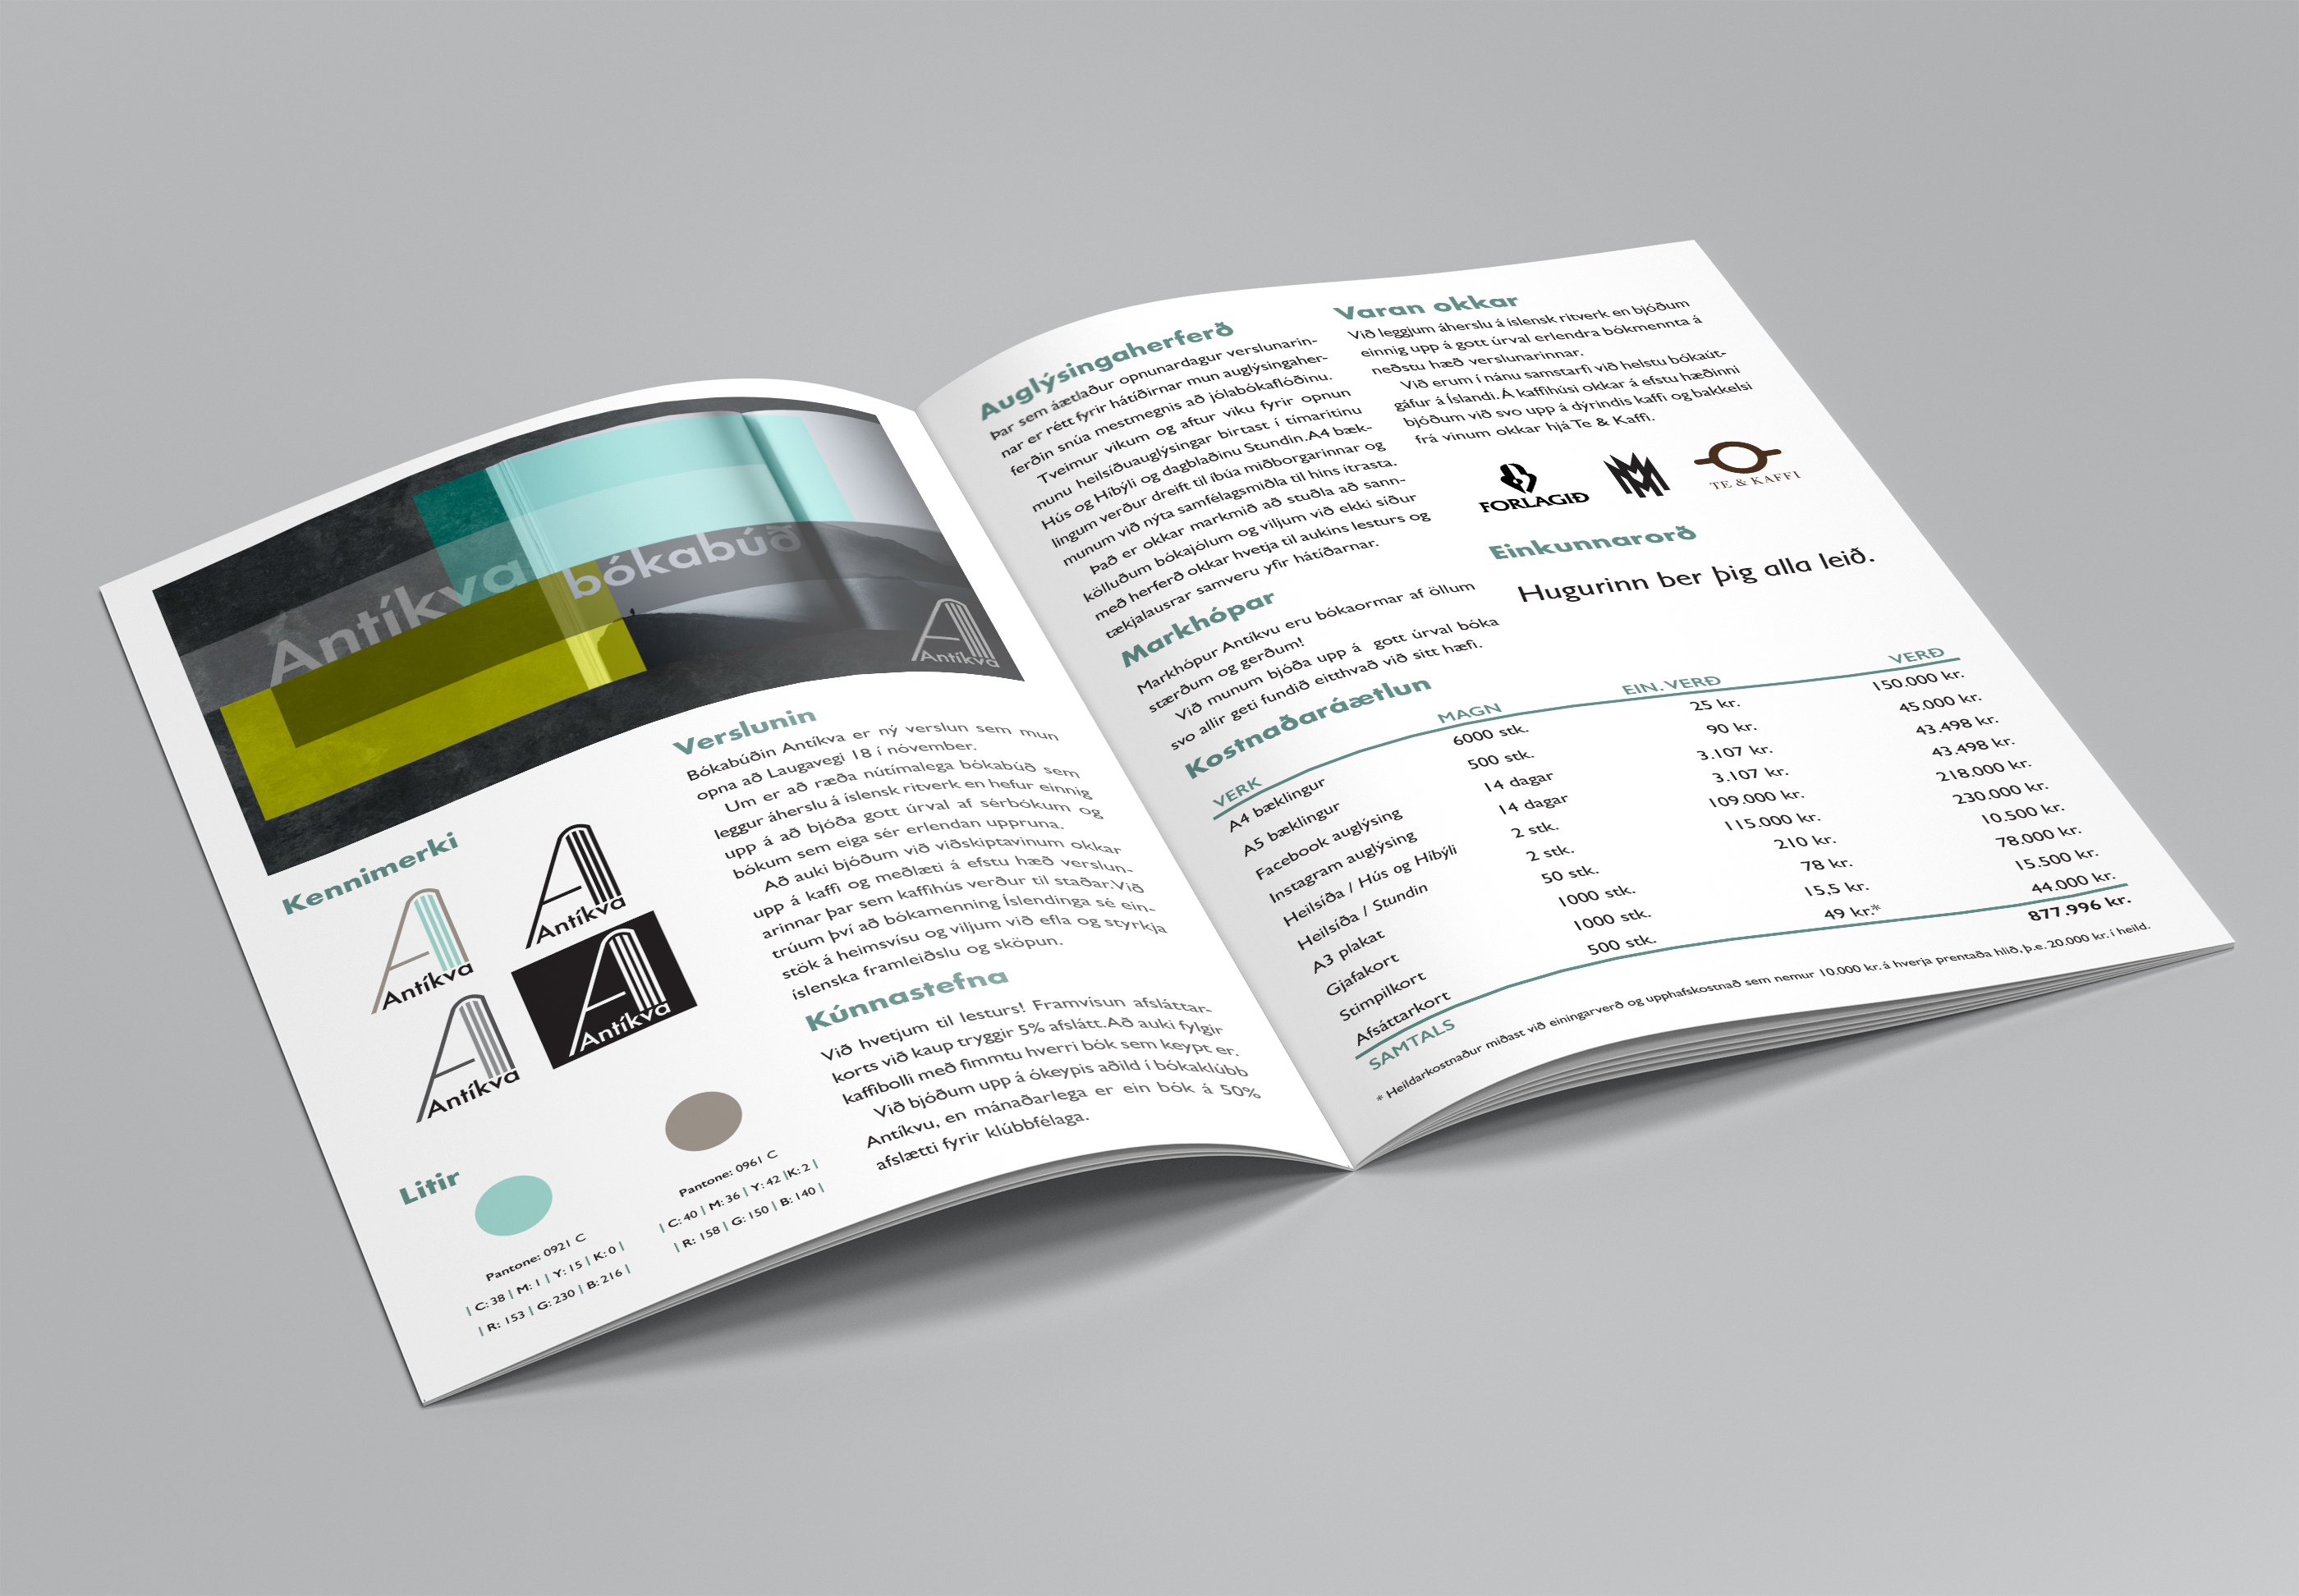 Antíkva bókabúð
Antíkva
Kennimerki
Antíkva
Antíkva
Antíkva
Antíkva
Litir
Pantone: 0921 C
| C: 38 | M: 1 | Y: 15 | K: 0 |
| R: 153 | G: 230 | B: 216 |
Pantone: 0961 C
| C: 40 | M: 36 | Y: 42 | K: 2 |
| R: 158 | G: 150 | B: 140 |
Verslunin
Bókabúðin Antíkva er ný verslun sem mun
opna að Laugavegi 18 í nóvember.
Um er að ræða nútímalega bókabúð sem
leggur áherslu á íslensk ritverk en hefur einnig
upp á að bjóða gott úrval af sérbókum og
bókum sem eiga sér erlendan uppruna.
Að auki bjóðum við viðskiptavinum okkar
upp á kaffi og meðlæti á efstu hæð verslun-
arinnar þar sem kaffihús verður til staðar. Við
trúum því að bókamenning Íslendinga sé ein-
stök á heimsvísu og viljum við efla og styrkja
íslenska framleiðslu og sköpun.
Kúnnastefna
Við hvetjum til lesturs! Framvísun afsláttar-
korts við kaup tryggir 5% afslátt. Að auki fylgir
kaffibolli með fimmtu hverri bók sem keypt er.
Við bjóðum upp á ókeypis aðild í bókaklúbb
Antíkvu, en mánaðarlega er ein bók á 50%
afslætti fyrir klúbbfélaga.
Auglýsingaherferð
Þar sem áætlaður opnunardagur verslunarin-
nar er rétt fyrir hátíðirnar mun auglýsingaher-
ferðin snúa mestmegnis að jólabókaflóðinu.
Tveimur vikum og aftur viku fyrir opnun
munu heilsíðuauglýsingar birtast í tímaritinu
Hús og Híbýli og dagblaðinu Stundin. A4 bæk-
lingum verður dreift til íbúa miðborgarinnar og
munum við nýta samfélagsmiðla til hins ítrasta.
Það er okkar markmið að stuðla að sann-
kölluðum bókajólum og viljum við ekki síður
með herferð okkar hvetja til aukins lesturs og
tækjalausrar samveru yfir hátíðarnar.
Markhópar
Markhópur Antíkvu eru bókaormar af öllum
stærðum og gerðum!
Við munum bjóða upp á gott úrval bóka
svo allir geti fundið eitthvað við sitt hæfi.
Varan okkar
Við leggjum áherslu á íslensk ritverk en bjóðum
einnig upp á gott úrval erlendra bókmennta á
neðstu hæð verslunarinnar.
Við erum í nánu samstarfi við helstu bókaút-
gáfur á Íslandi. Á kaffihúsi okkar á efstu hæðinni
bjóðum við svo upp á dýrindis kaffi og bakkelsi
frá vinum okkar hjá Te & Kaffi.
FORLAGIÐ
TE & KAFFI
Einkunnarorð
Hugurinn ber þig alla leið.
Kostnaðaráætlun
VERK MAGN EIN. VERÐ VERÐ
A4 bæklingur 6000 stk. 25 kr. 150.000 kr.
A5 bæklingur 500 stk. 90 kr. 45.000 kr.
Facebook auglýsing 14 dagar 3.107 kr. 43.498 kr.
Instagram auglýsing 14 dagar 3.107 kr. 43.498 kr.
Heilsíða / Hús og Híbýli 2 stk. 109.000 kr. 218.000 kr.
Heilsíða / Stundin 2 stk. 115.000 kr. 230.000 kr.
A3 plakat 50 stk. 210 kr. 10.500 kr.
Gjafakort 1000 stk. 78 kr. 78.000 kr.
Stimpilkort 1000 stk. 15,5 kr. 15.500 kr.
Afsáttarkort 500 stk. 49 kr.* 44.000 kr.
SAMTALS 877.996 kr.
* Heildarkostnaður miðast við einingarverð og upphafskostnað sem nemur 10.000 kr. á hverja prentaða hlið, þ.e. 20.000 kr. í heild.